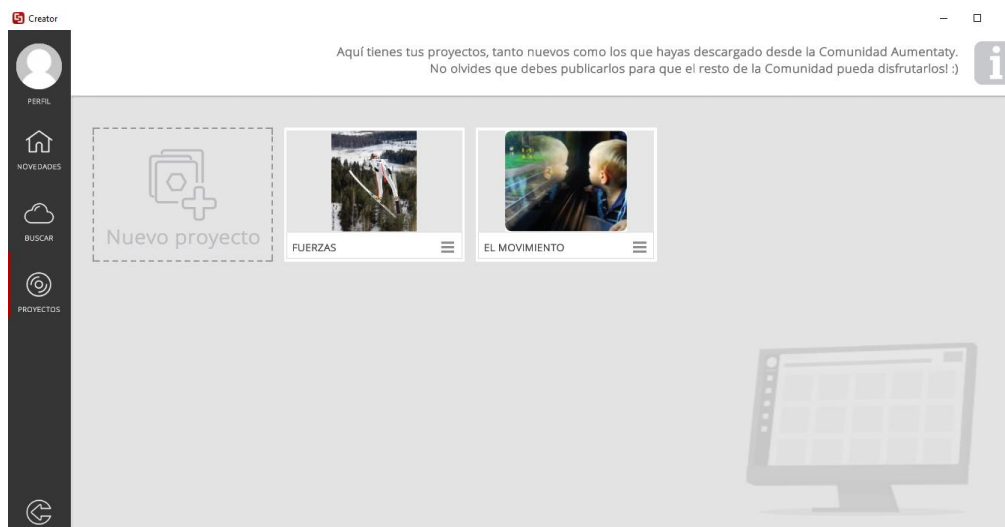 Creator
Aquí tienes tus proyectos, tanto nuevos como los que hayas descargado desde la Comunidad Aumentaty.
No olvides que debes publicarlos para que el resto de la Comunidad pueda disfrutarlos! :)
PERFIL
NOVEDADES
BUSCAR
PROYECTOS
Nuevo proyecto
FUERZAS
EL MOVIMIENTO